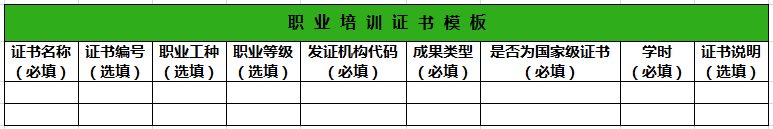 职业培训证书模板
证书名称 证书编号 职业工种 职业等级 发证机构代码 成果类型 是否为国家级证书 学时 证书说明
（必填） （选填） （选填） （选填） （必填） （必填） （必填） （必填） （选填）